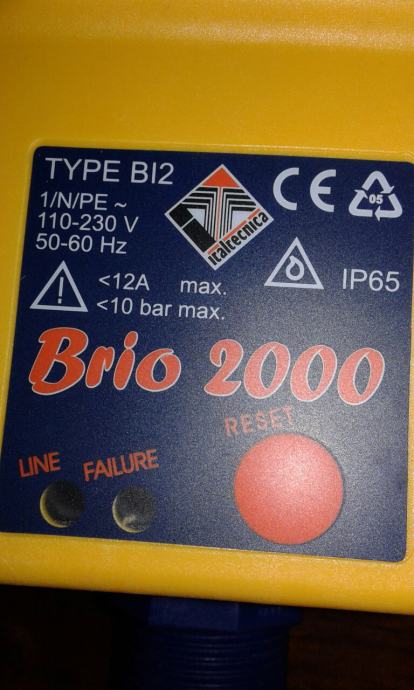 TYPE BI2
1/N/PE ~
110-230 V
50-60 Hz
italtecnica
CE
05
IP65
<12A max.
<10 bar max.
Brio 2000
RESET
LINE FAILURE